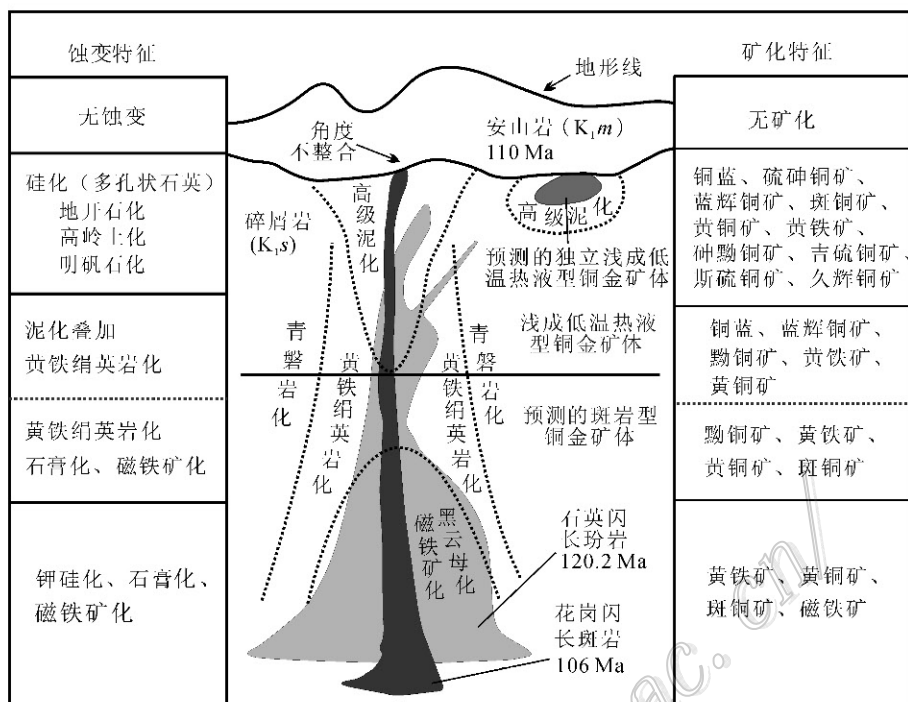 蚀变特征
无蚀变
硅化（多孔状石英）
地开石化
高岭土化
明矾石化
泥化叠加
黄铁绢英岩化
黄铁绢英岩化
石膏化、磁铁矿化
钾硅化、石膏化、
磁铁矿化
地形线
角度
不整合
安山岩（K₁m）
110 Ma
碎屑岩
(K₁s)
高级泥化
高级泥化
预测的独立浅成低
温热液型铜金矿体
浅成低温热液
型铜金矿体
青磐岩化
黄铁绢英岩化
黄铁绢英岩化
青磐岩化
预测的斑岩型
铜金矿体
磁铁矿化
黑云母化
石英闪
长玢岩
120.2 Ma
花岗闪
长斑岩
106 Ma
矿化特征
无矿化
铜蓝、硫砷铜矿、
蓝辉铜矿、斑铜矿、
黄铜矿、黄铁矿、
砷黝铜矿、吉硫铜矿、
斯硫铜矿、久辉铜矿
铜蓝、蓝辉铜矿、
黝铜矿、黄铁矿、
黄铜矿
黝铜矿、黄铁矿、
黄铜矿、斑铜矿
黄铁矿、黄铜矿、
斑铜矿、磁铁矿
ac.cn/